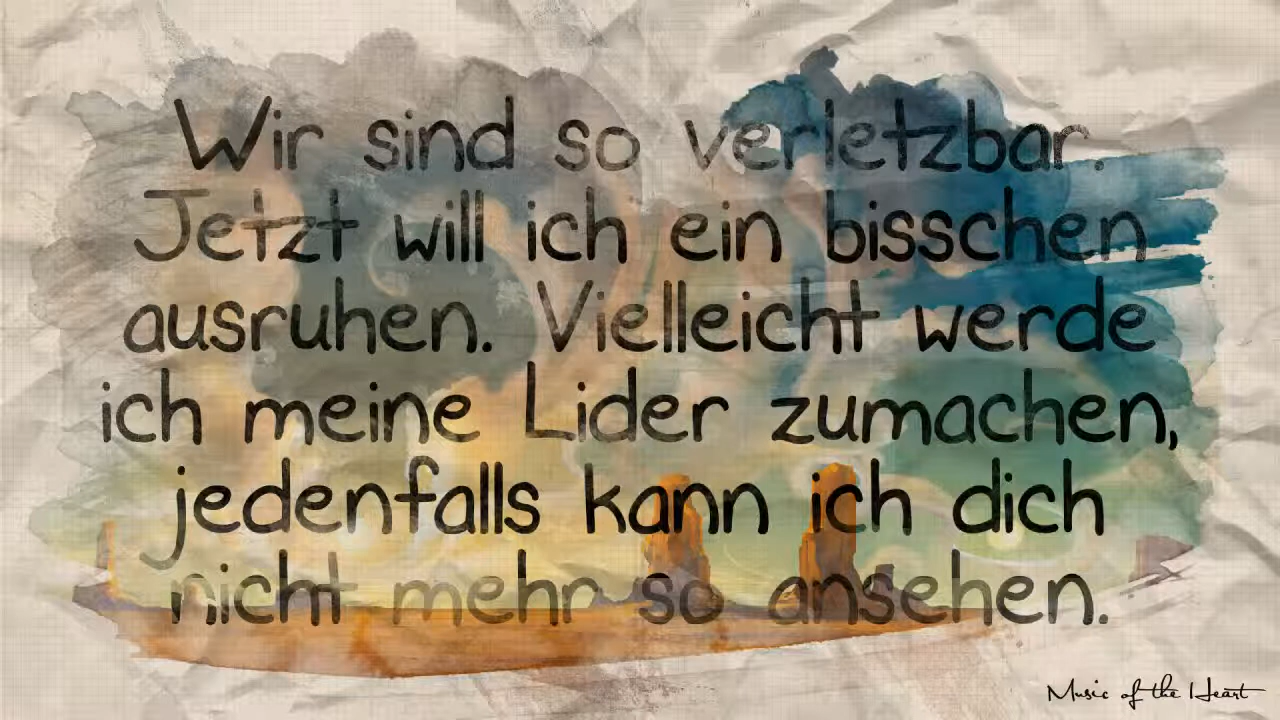 Wir sind so verletzbar.
Jetzt will ich ein bisschen
ausruhen. Vielleicht werde
ich meine Lider zumachen,
jedenfalls kann ich dich
nicht mehr so ansehen.
Music of the Heart